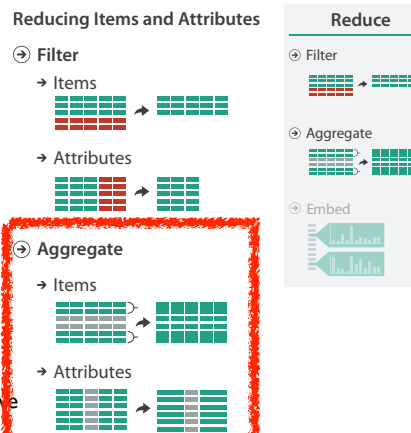 Reducing Items and Attributes
Filter
Items
Attributes
Aggregate
Items
Attributes
Reduce
Filter
Aggregate
Embed